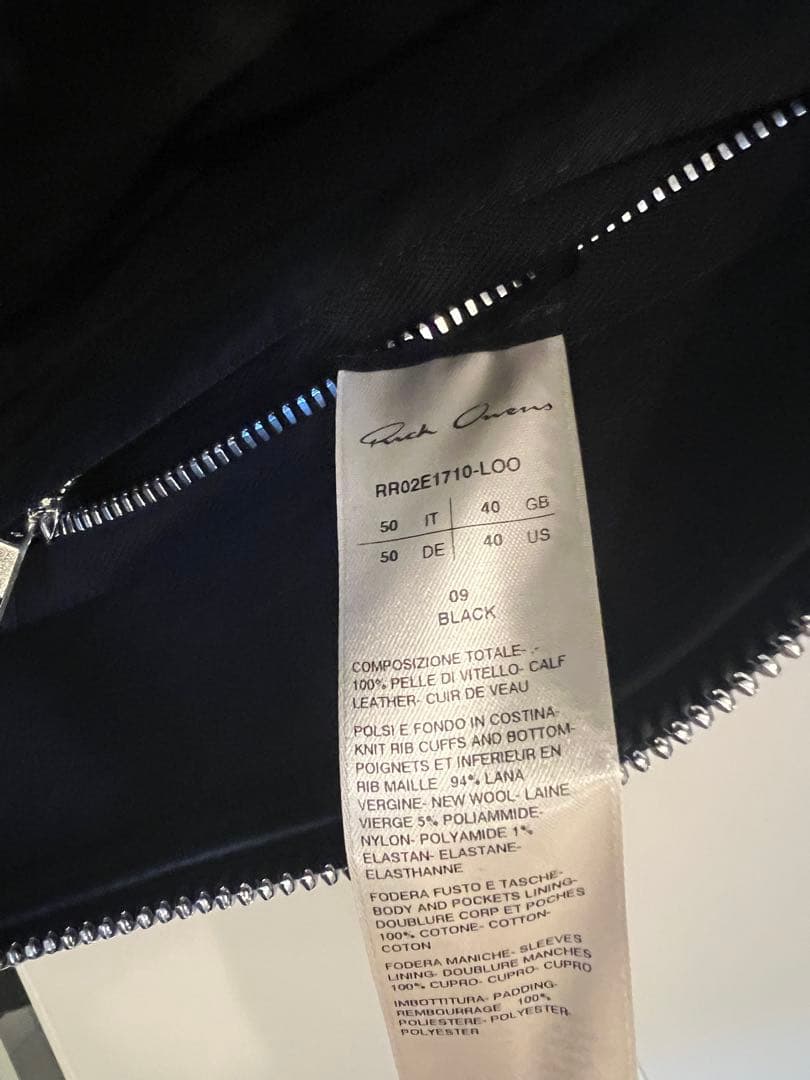 Rick Owens
RR02E1710-LOO
50 IT 40 GB
50 DE 40 US
09
BLACK
COMPOSIZIONE TOTALE- .-
100% PELLE DI VITELLO- CALF
LEATHER- CUIR DE VEAU
POLSI E FONDO IN COSTINA-
KNIT RIB CUFFS AND BOTTOM-
POIGNETS ET INFERIEUR EN
RIB MAILLE 94% LANA
VERGINE- NEW WOOL- LAINE
VIERGE 5% POLIAMMIDE-
NYLON- POLYAMIDE 1%
ELASTAN- ELASTANE-
ELASTHANNE
FODERA FUSTO E TASCHE-
BODY AND POCKETS LINING-
DOUBLURE CORP ET POCHES
100% COTONE- COTTON-
COTON
FODERA MANICHE- SLEEVES
LINING- DOUBLURE MANCHES
100% CUPRO- CUPRO- CUPRO
IMBOTTITURA- PADDING-
REMBOURRAGE 100%
POLIESTERE- POLYESTER-
POLYESTER